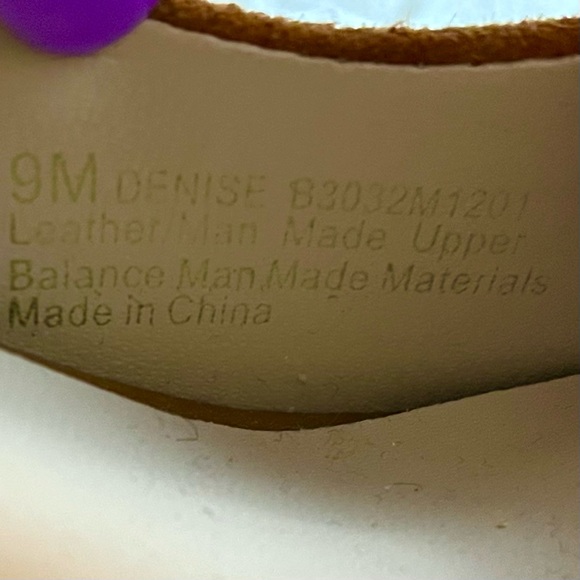 9M DENISE B3032M1201
Leather/Man Made Upper
Balance Man Made Materials
Made in China